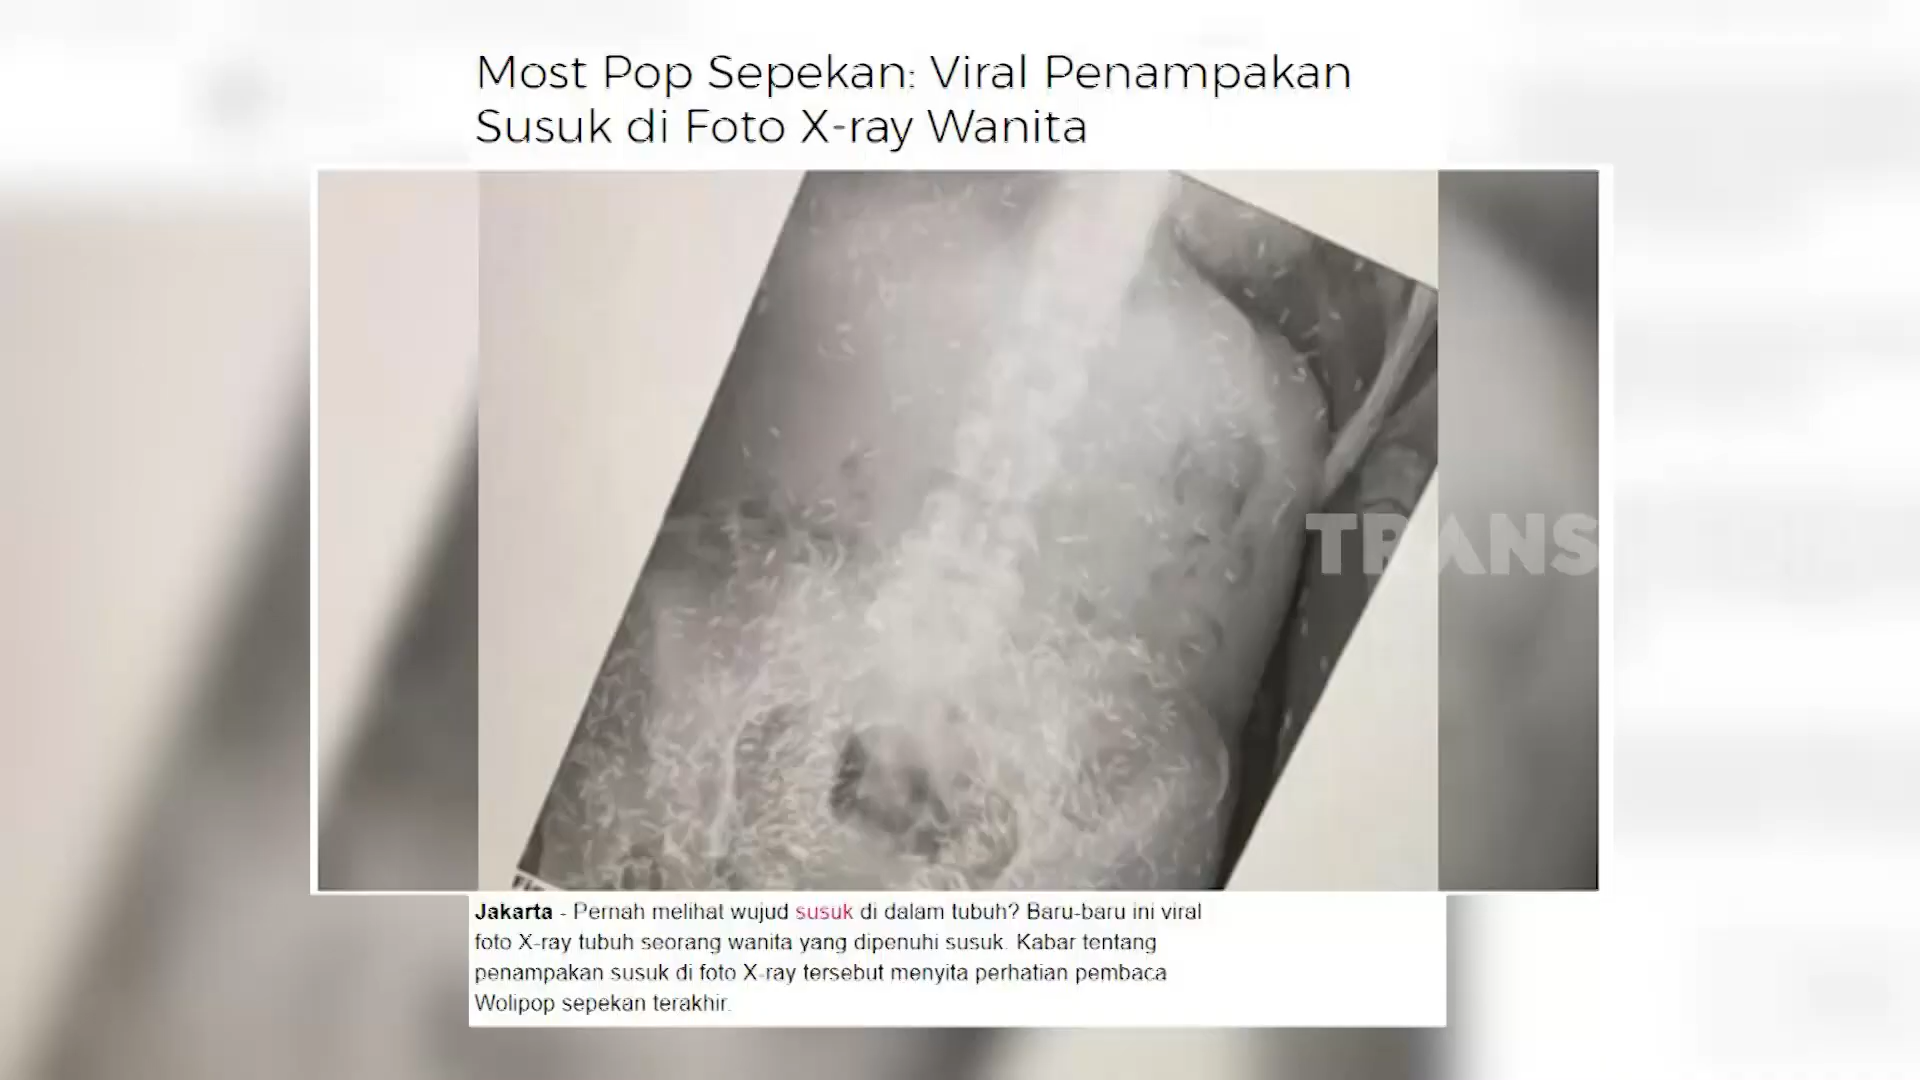 Most Pop Sepekan: Viral Penampakan
Susuk di Foto X-ray Wanita
TRANS
Jakarta - Pernah melihat wujud susuk di dalam tubuh? Baru-baru ini viral
foto X-ray tubuh seorang wanita yang dipenuhi susuk. Kabar tentang
penampakan susuk di foto X-ray tersebut menyita perhatian pembaca
Wolipop sepekan terakhir.